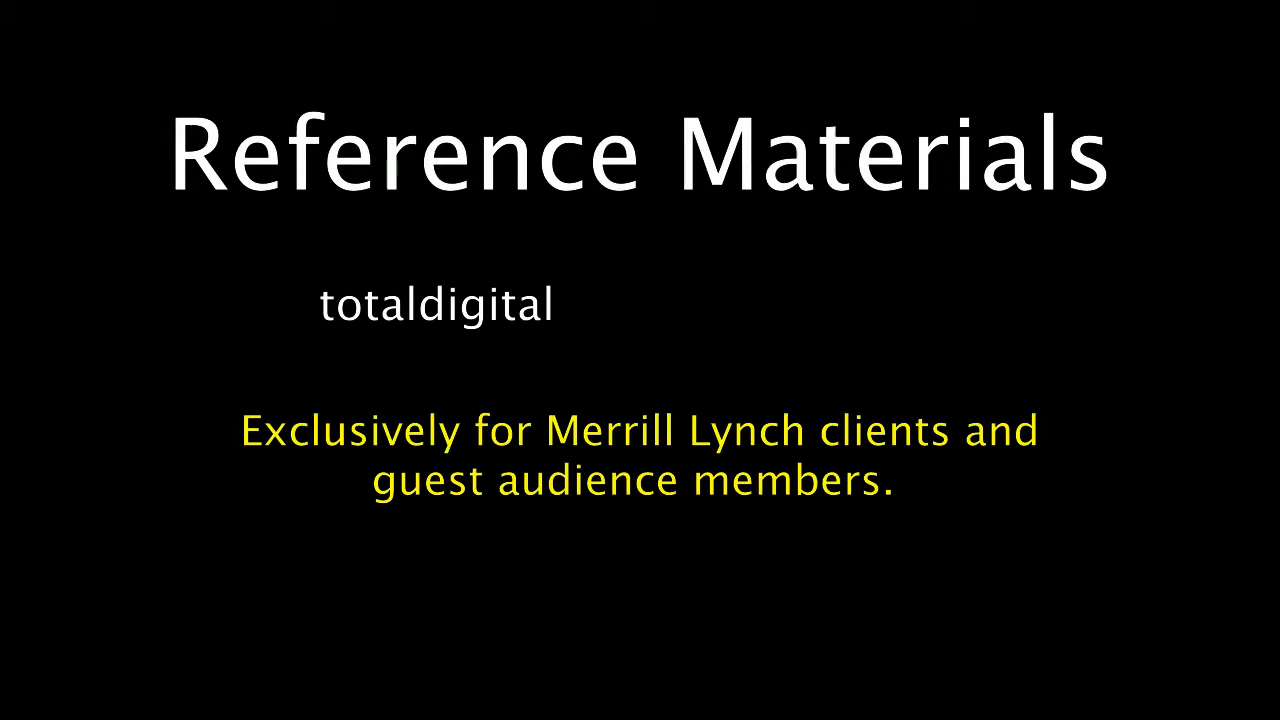 Reference Materials
totaldigital
Exclusively for Merrill Lynch clients and
guest audience members.